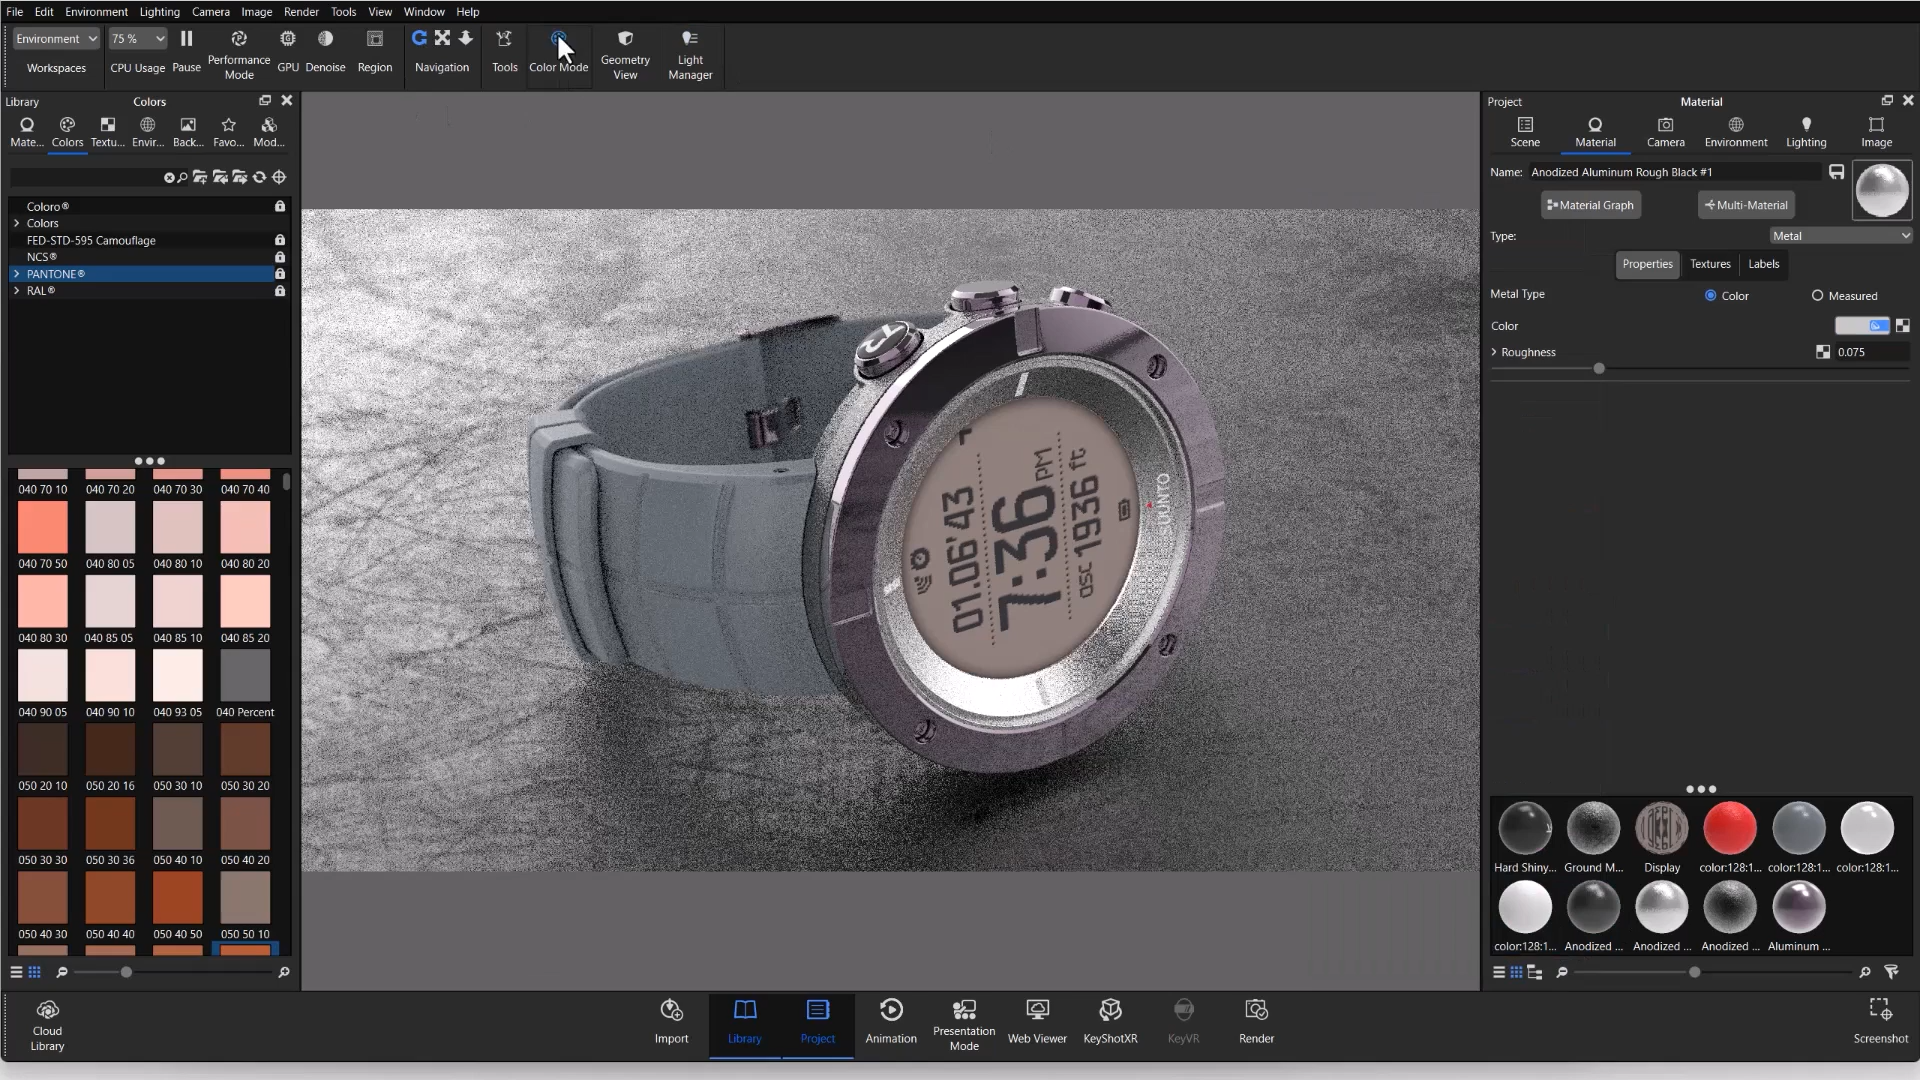 File Edit Environment Lighting Camera Image Render Tools View Window Help
Environment 75 %
Workspaces CPU Usage Pause Performance Mode GPU Denoise Region Navigation Tools Color Mode Geometry View Light Manager
Library Colors
Mate... Colors Textu... Envir... Back... Favo... Mod...
Coloro®
Colors
FED-STD-595 Camouflage
NCS®
PANTONE®
RAL®
040 70 10 040 70 20 040 70 30 040 70 40
040 70 50 040 80 05 040 80 10 040 80 20
040 80 30 040 85 05 040 85 10 040 85 20
040 90 05 040 90 10 040 93 05 040 Percent
050 20 10 050 20 16 050 30 10 050 30 20
050 30 30 050 30 36 050 40 10 050 40 20
050 40 30 050 40 40 050 40 50 050 50 10
01.06'43
7:36 PM
asc 1936 ft
SUUNTO
Project Material
Scene Material Camera Environment Lighting Image
Name: Anodized Aluminum Rough Black #1
Material Graph Multi-Material
Type: Metal
Properties Textures Labels
Metal Type Color Measured
Color
Roughness 0.075
Hard Shiny... Ground M... Display color:128:1... color:128:1... color:128:1...
color:128:1... Anodized ... Anodized ... Anodized ... Aluminum ...
Cloud Library
Import Library Project Animation Presentation Mode Web Viewer KeyShotXR KeyVR Render
Screenshot